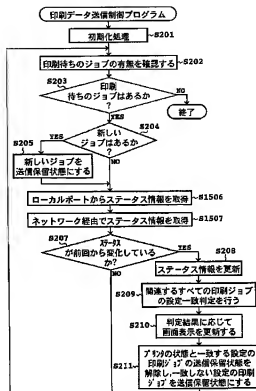 印刷データ送信制御プログラム
S201
初期化処理
S202
印刷待ちのジョブの有無を確認する
S203
印刷
待ちのジョブはあるか
?
NO
終了
YES
S204
新しい
ジョブはあるか
?
YES
NO
S205
新しいジョブを
送信保留状態にする
S1506
ローカルポートからステータス情報を取得
S1507
ネットワーク経由でステータス情報を取得
S207
ステータス
が前回から変化している
か?
YES
NO
S208
ステータス情報を更新
S209
関連するすべての印刷ジョブ
の設定一致判定を行う
S210
判定結果に応じて
画面表示を更新する
S211
プリンタの状態と一致する設定の
印刷ジョブの送信保留状態を
解除し,一致しない設定の印刷
ジョブを送信保留状態にする